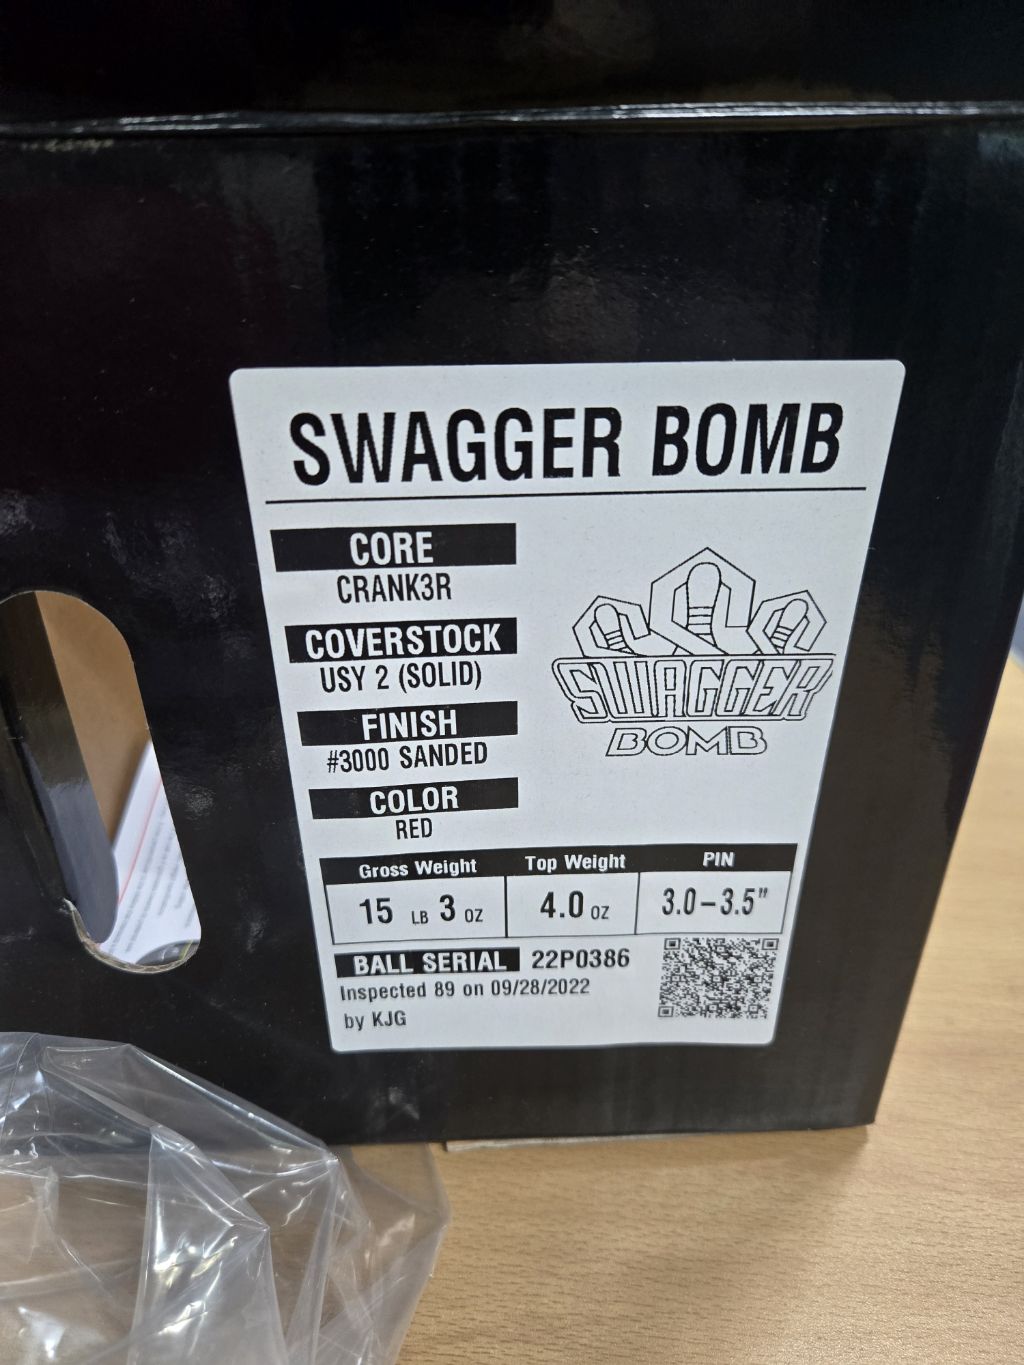 SWAGGER BOMB
CORE
CRANK3R
COVERSTOCK
USY 2 (SOLID)
FINISH
#3000 SANDED
COLOR
RED
SWAGGER
BOMB
Gross Weight Top Weight PIN
15 LB 3 OZ 4.0 OZ 3.0-3.5"
BALL SERIAL 22P0386
Inspected 89 on 09/28/2022
by KJG